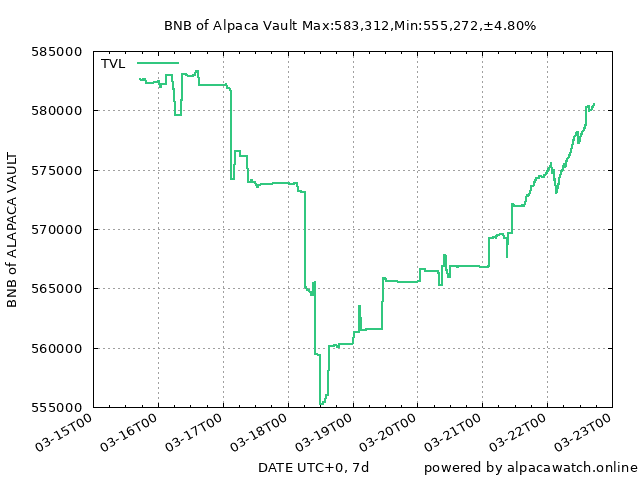 BNB of Alpaca Vault Max:583,312,Min:555,272,±4.80%
TVL
585000
580000
575000
570000
565000
560000
555000
BNB of ALAPACA VAULT
03-15T00
03-16T00
03-17T00
03-18T00
03-19T00
03-20T00
03-21T00
03-22T00
03-23T00
DATE UTC+0, 7d
powered by alpacawatch.online